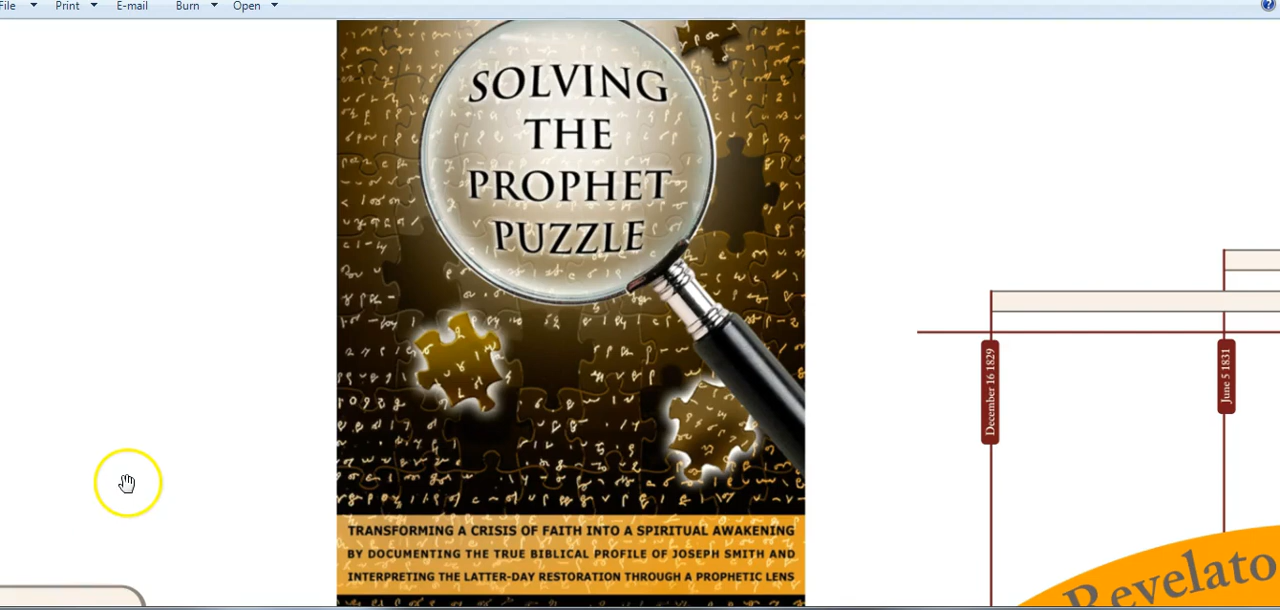 File Print E-mail Burn Open
SOLVING
THE
PROPHET
PUZZLE
TRANSFORMING A CRISIS OF FAITH INTO A SPIRITUAL AWAKENING
BY DOCUMENTING THE TRUE BIBLICAL PROFILE OF JOSEPH SMITH AND
INTERPRETING THE LATTER-DAY RESTORATION THROUGH A PROPHETIC LENS
December 16 1829
June 5 1831
Revelato